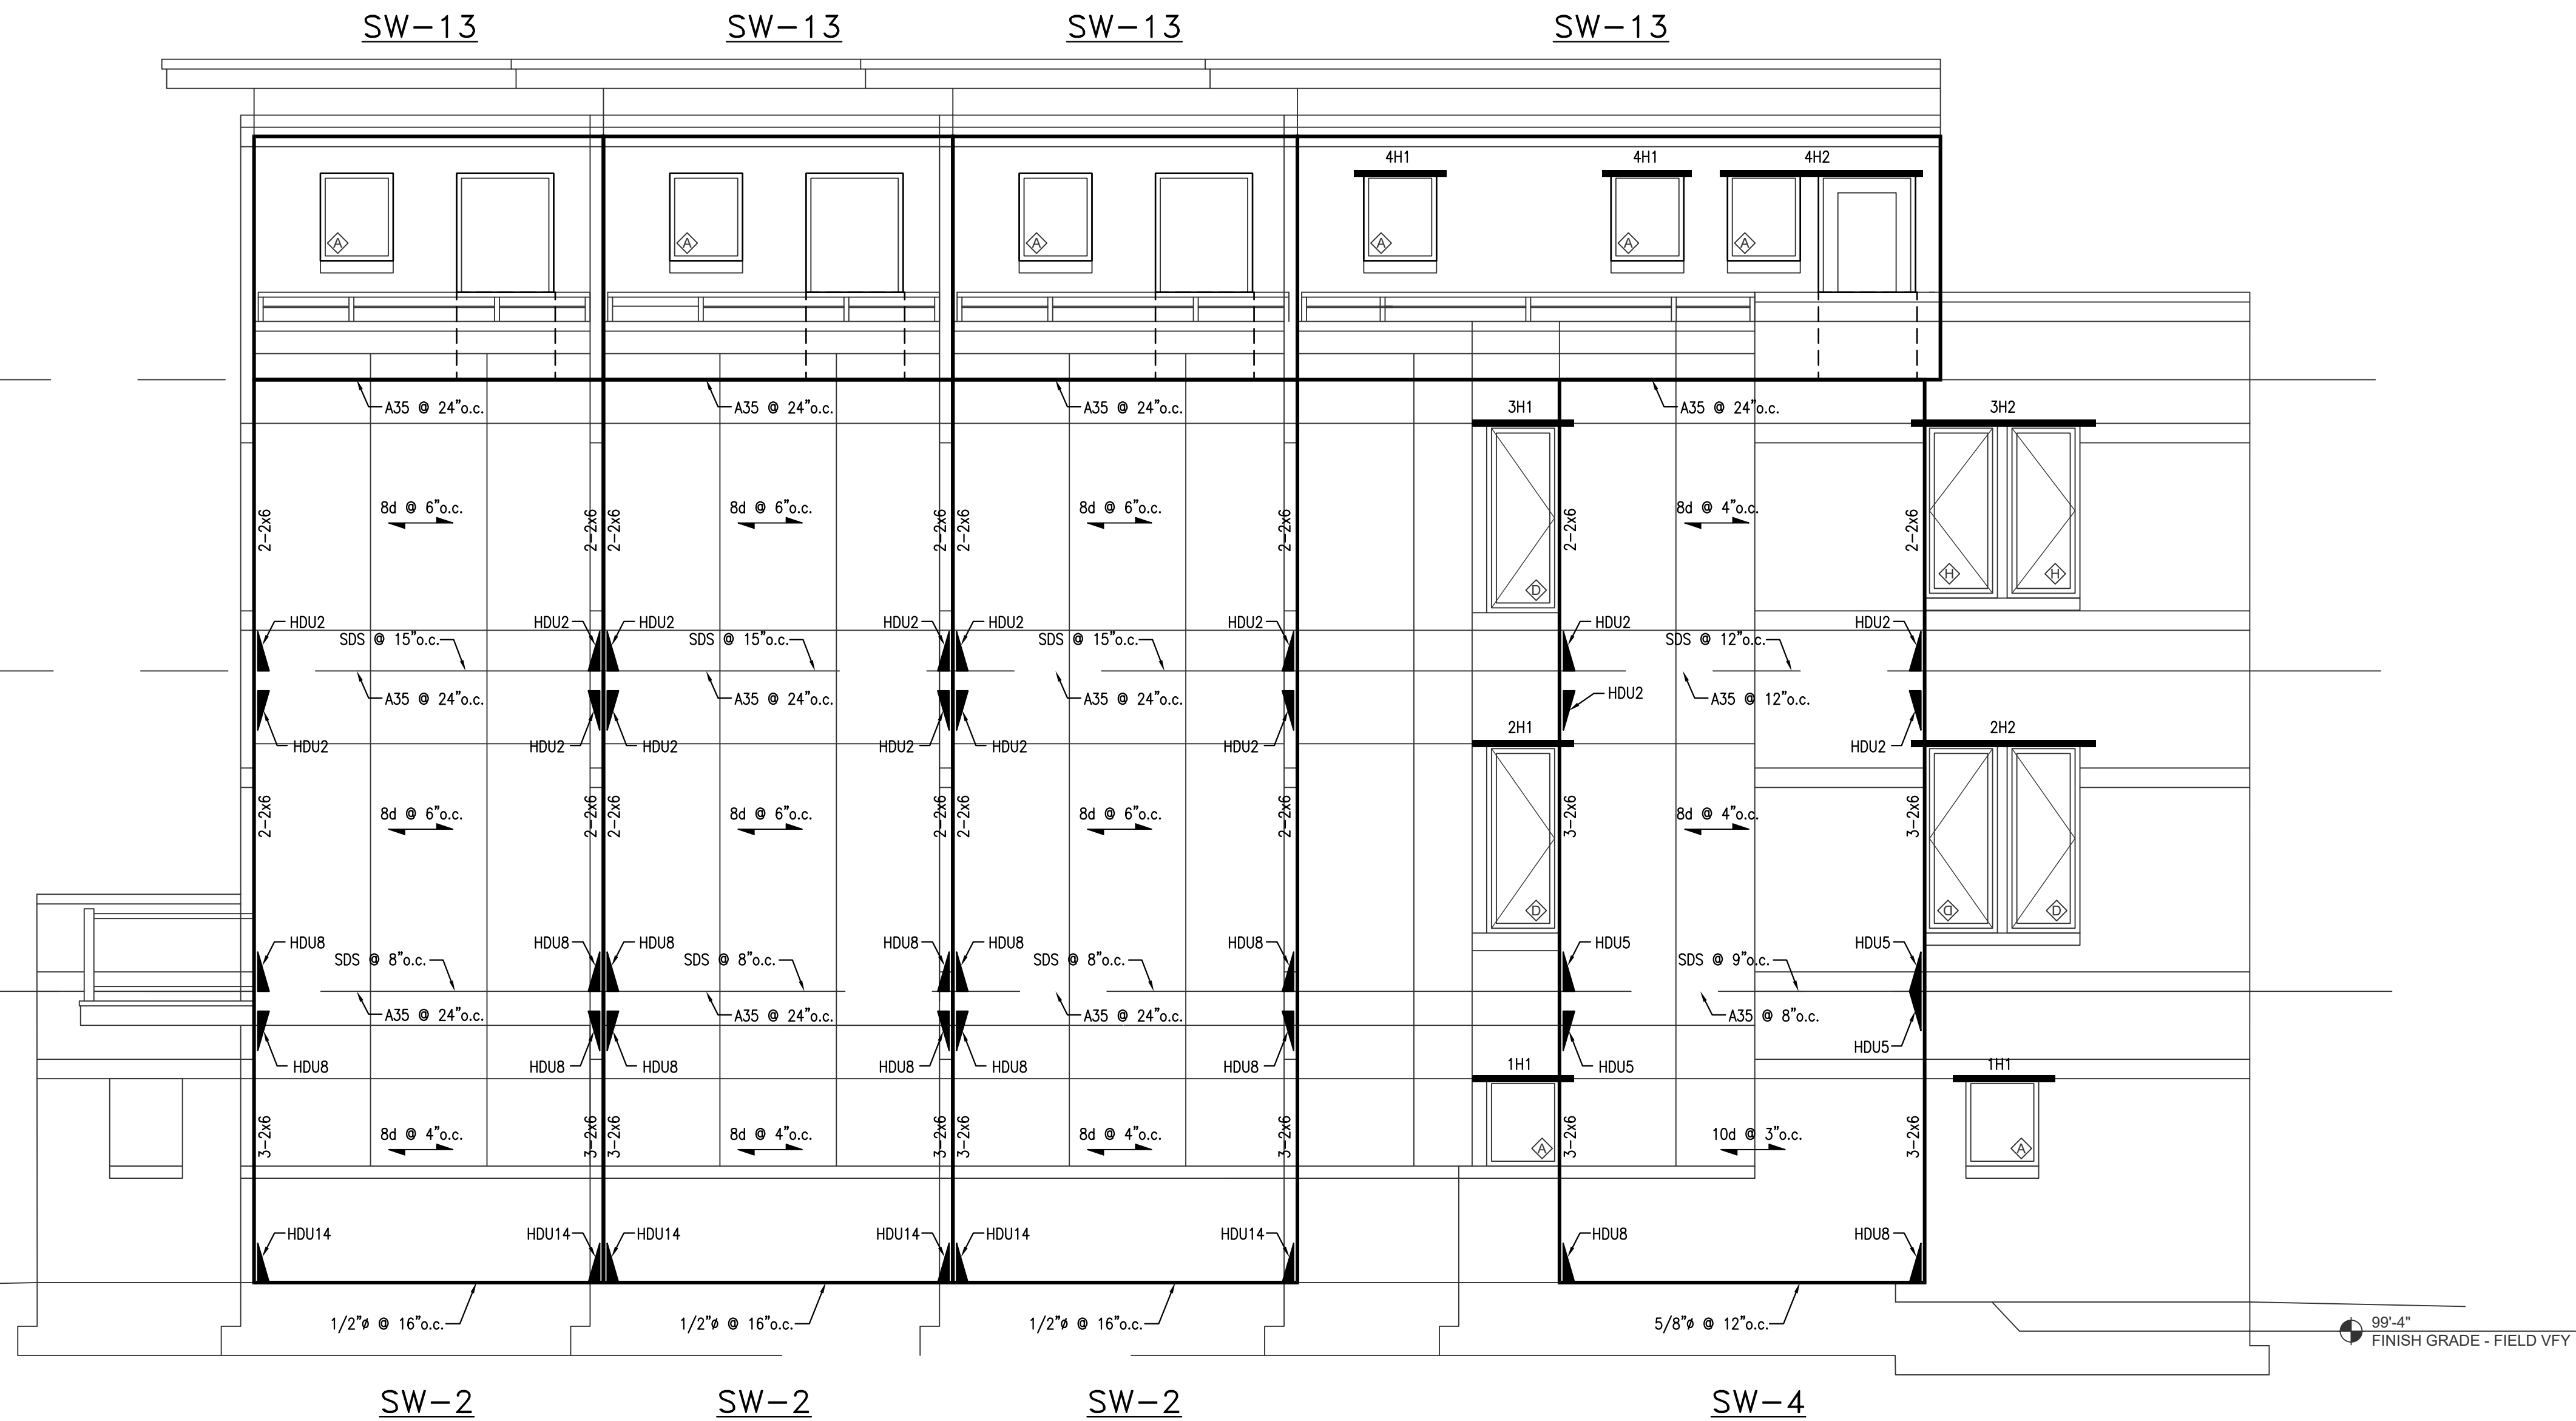 SW-13 SW-13 SW-13 SW-13
4H1 4H1 4H2
A A A A A A
A35 @ 24"o.c. A35 @ 24"o.c. A35 @ 24"o.c. A35 @ 24"o.c.
3H1 3H2
8d @ 6"o.c. 8d @ 6"o.c. 8d @ 6"o.c. 8d @ 4"o.c.
2-2x6 2-2x6 2-2x6 2-2x6 2-2x6 2-2x6 2-2x6 2-2x6
D H H
HDU2 HDU2 HDU2 HDU2 HDU2 HDU2 HDU2 HDU2
SDS @ 15"o.c. SDS @ 15"o.c. SDS @ 15"o.c. SDS @ 12"o.c.
A35 @ 24"o.c. A35 @ 24"o.c. A35 @ 24"o.c. HDU2 A35 @ 12"o.c.
2H1 2H2
HDU2 HDU2 HDU2 HDU2 HDU2 HDU2 HDU2
8d @ 6"o.c. 8d @ 6"o.c. 8d @ 6"o.c. 8d @ 4"o.c.
2-2x6 2-2x6 2-2x6 2-2x6 2-2x6 2-2x6 3-2x6 3-2x6
D D D
HDU8 HDU8 HDU8 HDU8 HDU8 HDU8 HDU5 HDU5
SDS @ 8"o.c. SDS @ 8"o.c. SDS @ 8"o.c. SDS @ 9"o.c.
A35 @ 24"o.c. A35 @ 24"o.c. A35 @ 24"o.c. A35 @ 8"o.c.
HDU5
HDU8 HDU8 HDU8 HDU8 HDU8 HDU8 HDU5
1H1 1H1
8d @ 4"o.c. 8d @ 4"o.c. 8d @ 4"o.c. 10d @ 3"o.c.
3-2x6 3-2x6 3-2x6 3-2x6 3-2x6 3-2x6 3-2x6 3-2x6
A A
HDU14 HDU14 HDU14 HDU14 HDU14 HDU14 HDU8 HDU8
1/2"ø @ 16"o.c. 1/2"ø @ 16"o.c. 1/2"ø @ 16"o.c. 5/8"ø @ 12"o.c.
99'-4"
FINISH GRADE - FIELD VFY
SW-2 SW-2 SW-2 SW-4